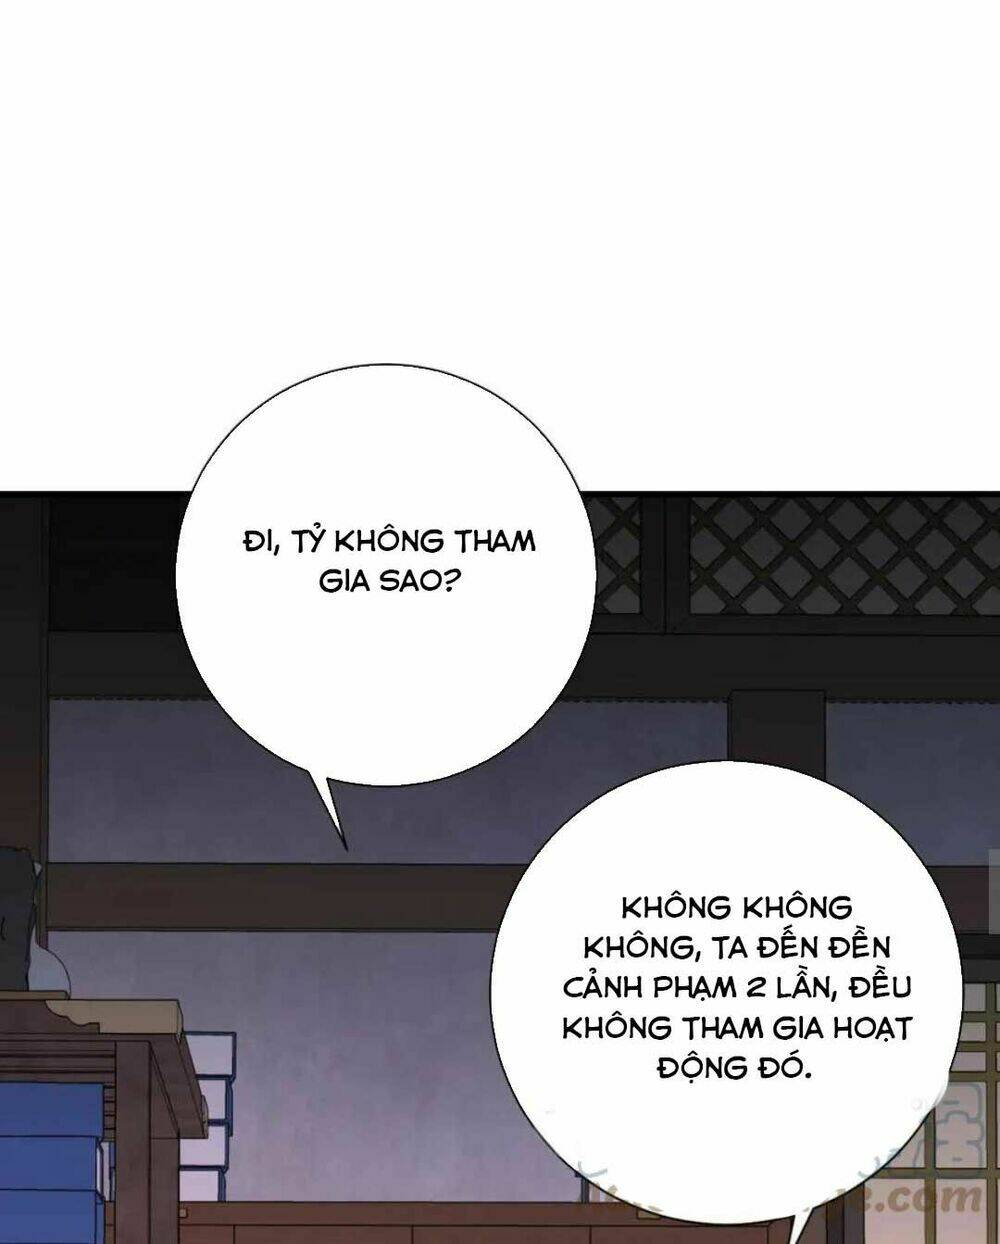 ĐI, TỶ KHÔNG THAM
GIA SAO?
KHÔNG KHÔNG
KHÔNG, TA ĐẾN ĐỀN
CẢNH PHẠM 2 LẦN, ĐỀU
KHÔNG THAM GIA HOẠT
ĐỘNG ĐÓ.